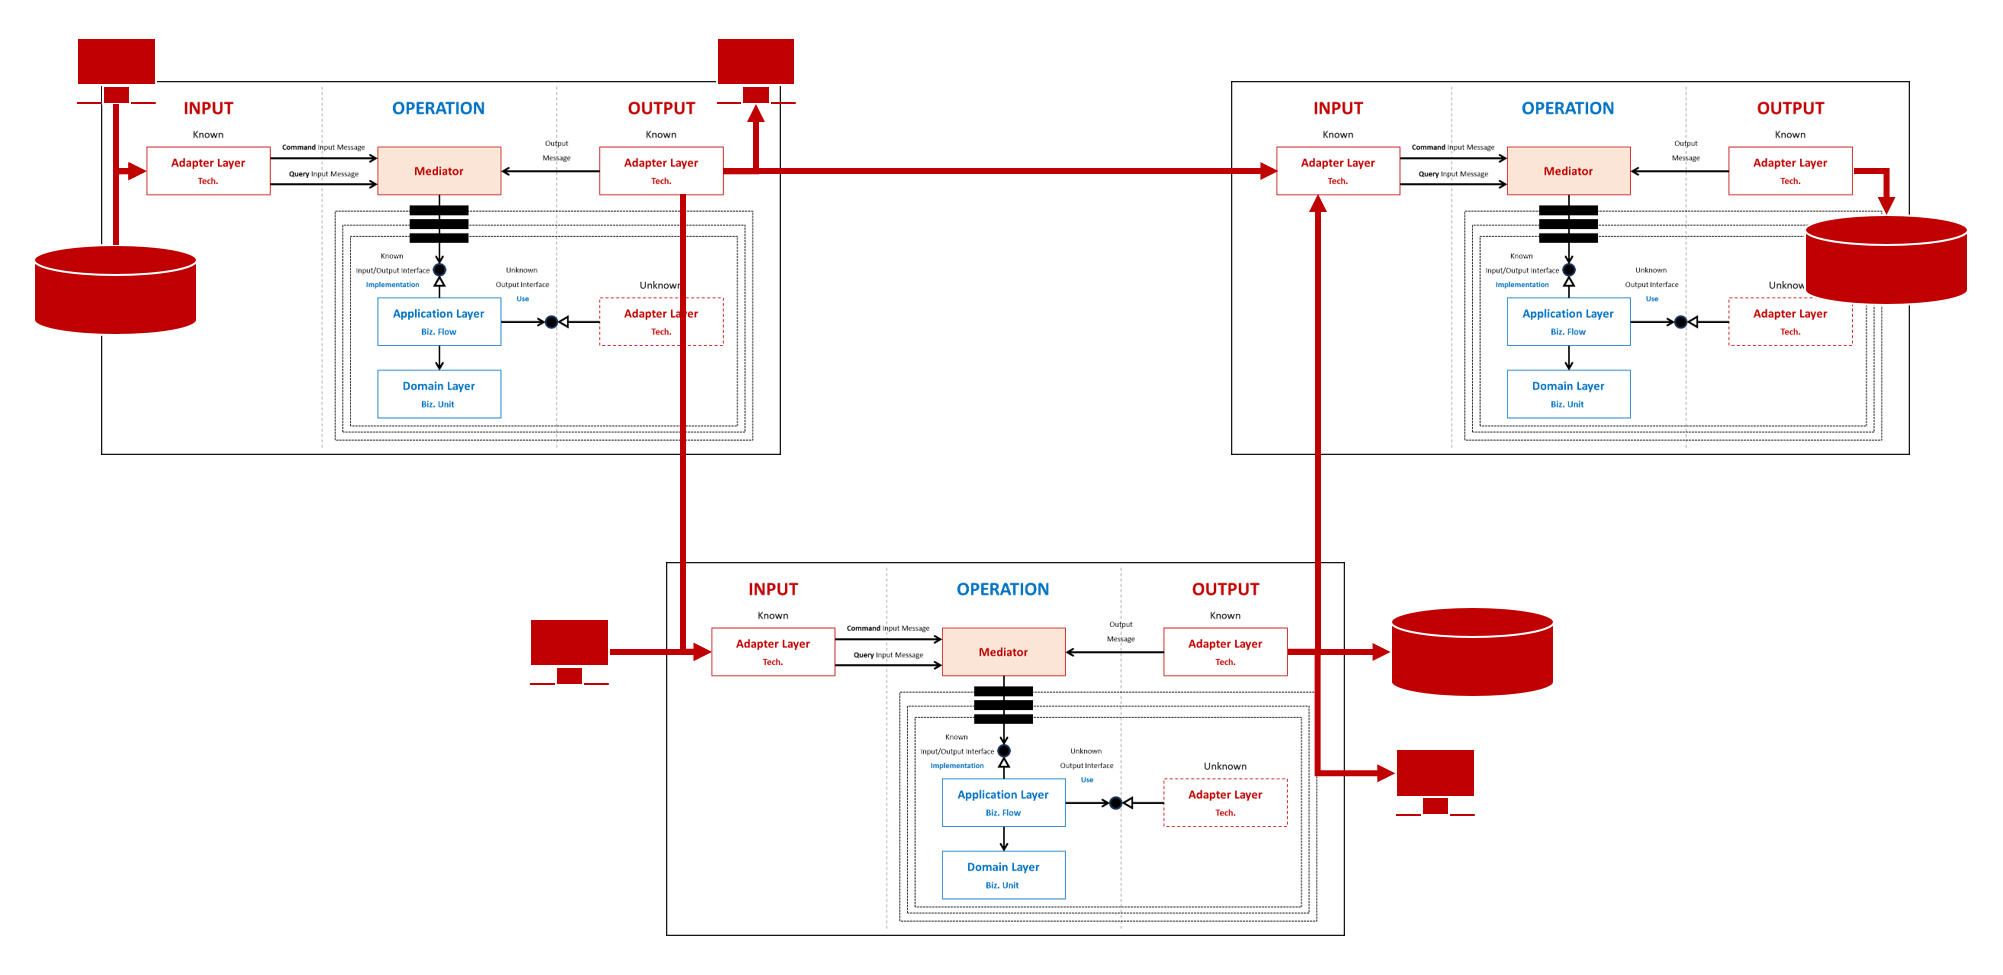 INPUT
OPERATION
OUTPUT
Known
Known
Command Input Message
Query Input Message
Output
Message
Adapter Layer
Tech.
Mediator
Adapter Layer
Tech.
Known
Input/Output Interface
Implementation
Unknown
Output Interface
Use
Unknown
Application Layer
Biz. Flow
Adapter Layer
Tech.
Domain Layer
Biz. Unit
INPUT
OPERATION
OUTPUT
Known
Known
Command Input Message
Query Input Message
Output
Message
Adapter Layer
Tech.
Mediator
Adapter Layer
Tech.
Known
Input/Output Interface
Implementation
Unknown
Output Interface
Use
Unknow
Application Layer
Biz. Flow
Adapter Layer
Tech.
Domain Layer
Biz. Unit
INPUT
OPERATION
OUTPUT
Known
Known
Command Input Message
Query Input Message
Output
Message
Adapter Layer
Tech.
Mediator
Adapter Layer
Tech.
Known
Input/Output Interface
Implementation
Unknown
Output Interface
Use
Unknown
Application Layer
Biz. Flow
Adapter Layer
Tech.
Domain Layer
Biz. Unit